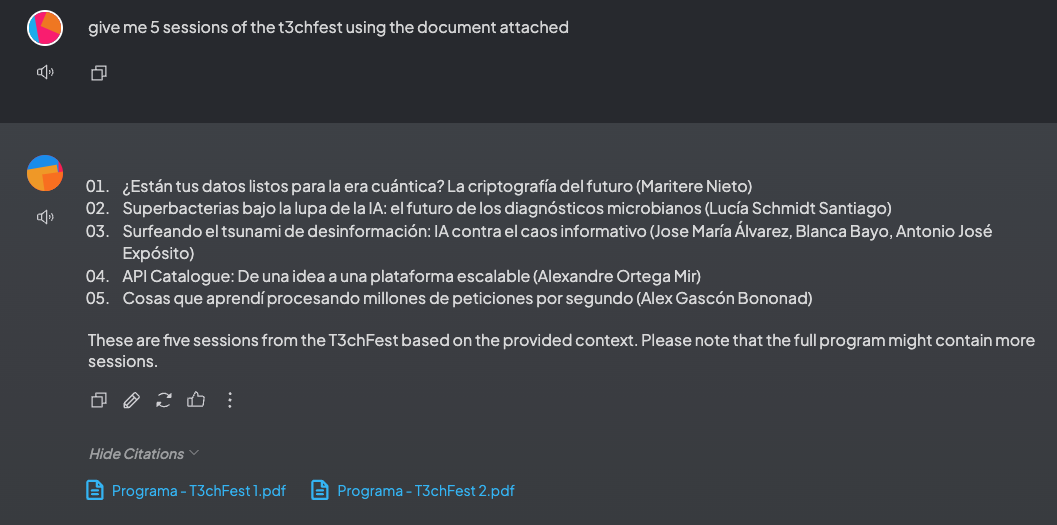 give me 5 sessions of the t3chfest using the document attached
01. ¿Están tus datos listos para la era cuántica? La criptografía del futuro (Maritere Nieto)
02. Superbacterias bajo la lupa de la IA: el futuro de los diagnósticos microbianos (Lucía Schmidt Santiago)
03. Surfeando el tsunami de desinformación: IA contra el caos informativo (Jose María Álvarez, Blanca Bayo, Antonio José
Expósito)
04. API Catalogue: De una idea a una plataforma escalable (Alexandre Ortega Mir)
05. Cosas que aprendí procesando millones de peticiones por segundo (Alex Gascón Bononad)
These are five sessions from the T3chFest based on the provided context. Please note that the full program might contain more
sessions.
Hide Citations
Programa - T3chFest 1.pdf Programa - T3chFest 2.pdf